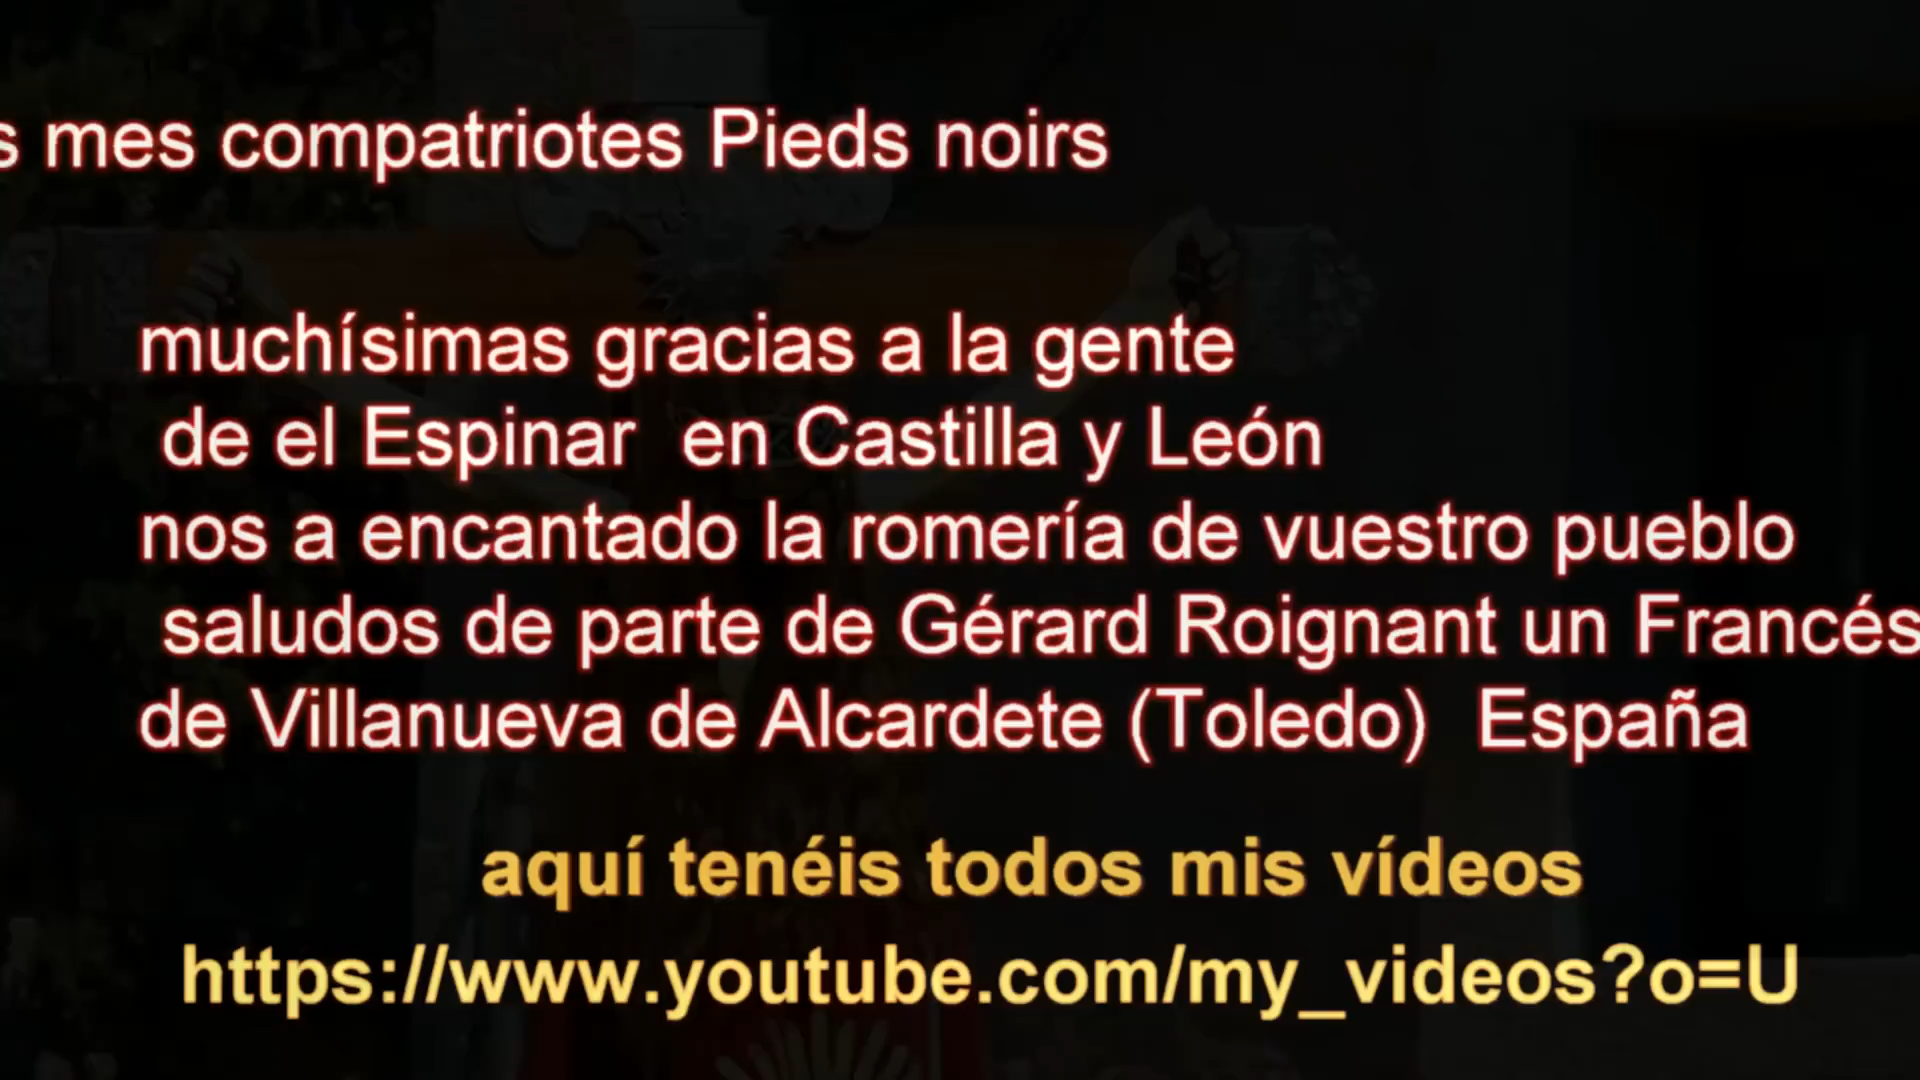 s mes compatriotes Pieds noirs
muchísimas gracias a la gente
de el Espinar en Castilla y León
nos a encantado la romería de vuestro pueblo
saludos de parte de Gérard Roignant un Francés
de Villanueva de Alcardete (Toledo) España
aquí tenéis todos mis vídeos
https://www.youtube.com/my_videos?o=U